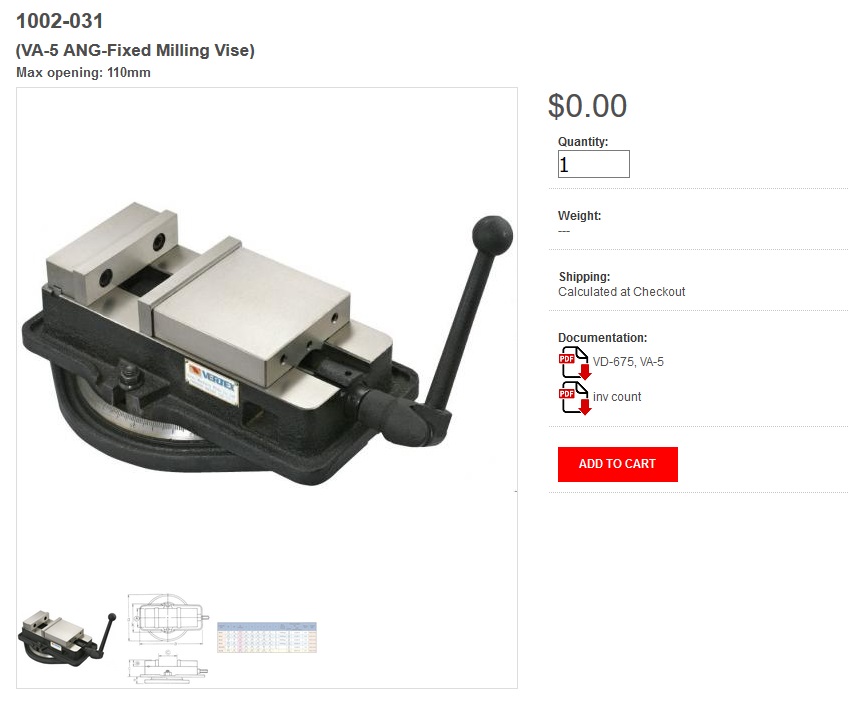 1002-031
(VA-5 ANG-Fixed Milling Vise)
Max opening: 110mm
$0.00
Quantity:
1
Weight:
---
Shipping:
Calculated at Checkout
Documentation:
PDF VD-675, VA-5
PDF inv count
ADD TO CART
VERTEX